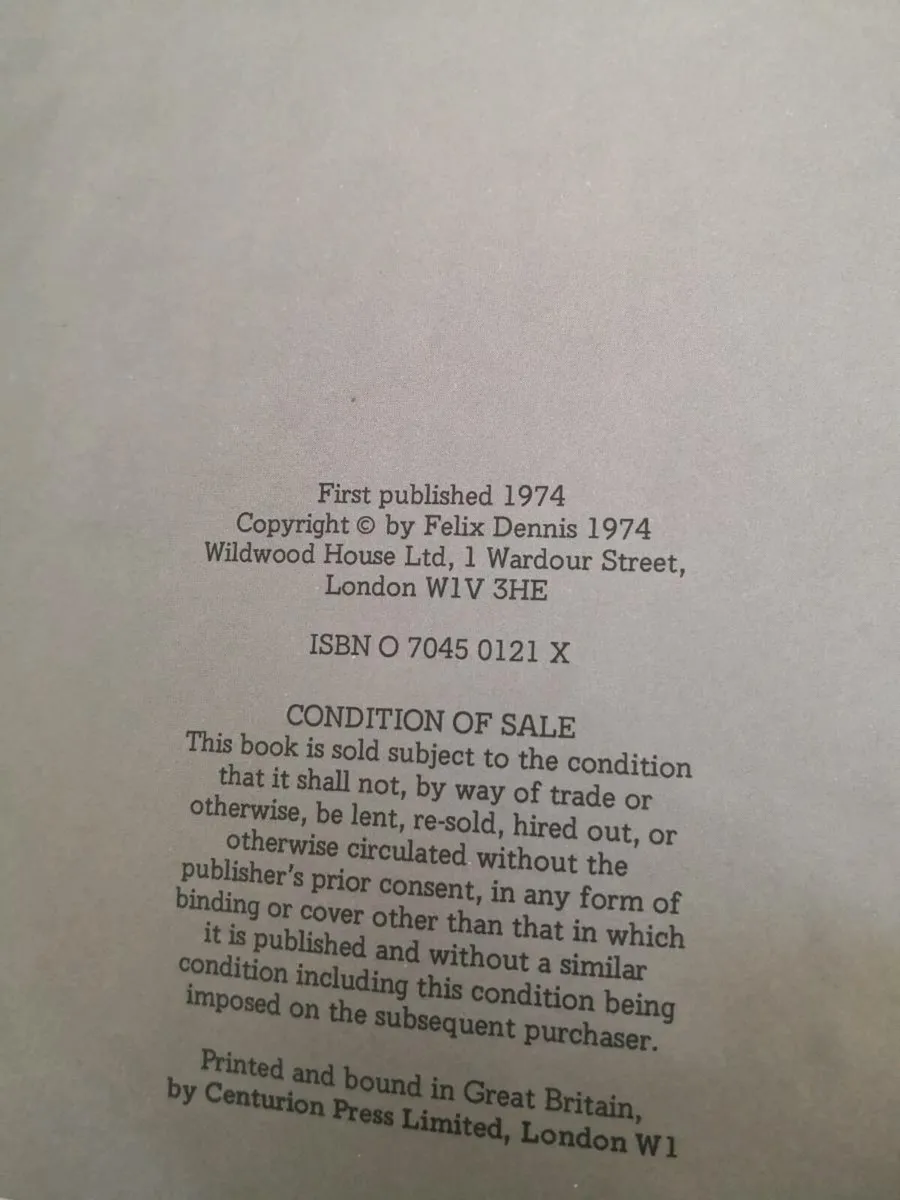 First published 1974
Copyright © by Felix Dennis 1974
Wildwood House Ltd, 1 Wardour Street,
London W1V 3HE
ISBN O 7045 0121 X
CONDITION OF SALE
This book is sold subject to the condition
that it shall not, by way of trade or
otherwise, be lent, re-sold, hired out, or
otherwise circulated without the
publisher's prior consent, in any form of
binding or cover other than that in which
it is published and without a similar
condition including this condition being
imposed on the subsequent purchaser.
Printed and bound in Great Britain,
by Centurion Press Limited, London W1